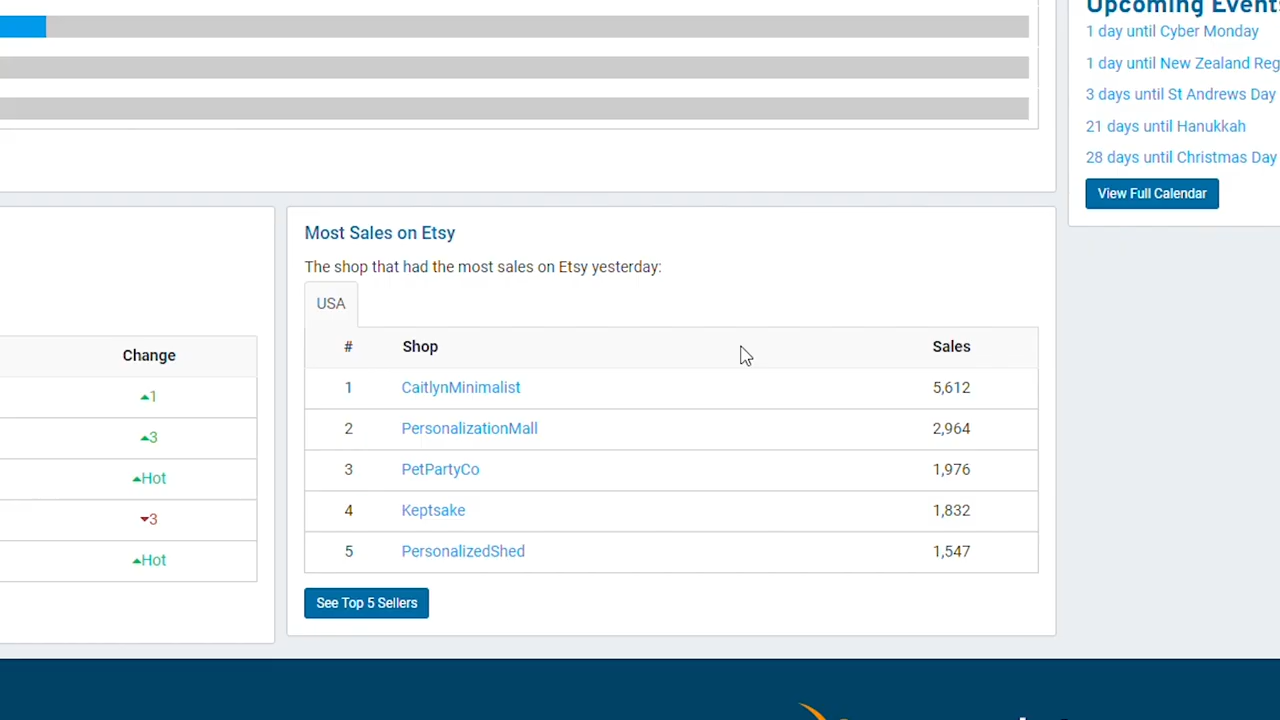 Upcoming Events
1 day until Cyber Monday
1 day until New Zealand Reg
3 days until St Andrews Day
21 days until Hanukkah
28 days until Christmas Day
View Full Calendar
Change
1
3
Hot
3
Hot
Most Sales on Etsy
The shop that had the most sales on Etsy yesterday:
USA
# Shop Sales
1 CaitlynMinimalist 5,612
2 PersonalizationMall 2,964
3 PetPartyCo 1,976
4 Keptsake 1,832
5 PersonalizedShed 1,547
See Top 5 Sellers